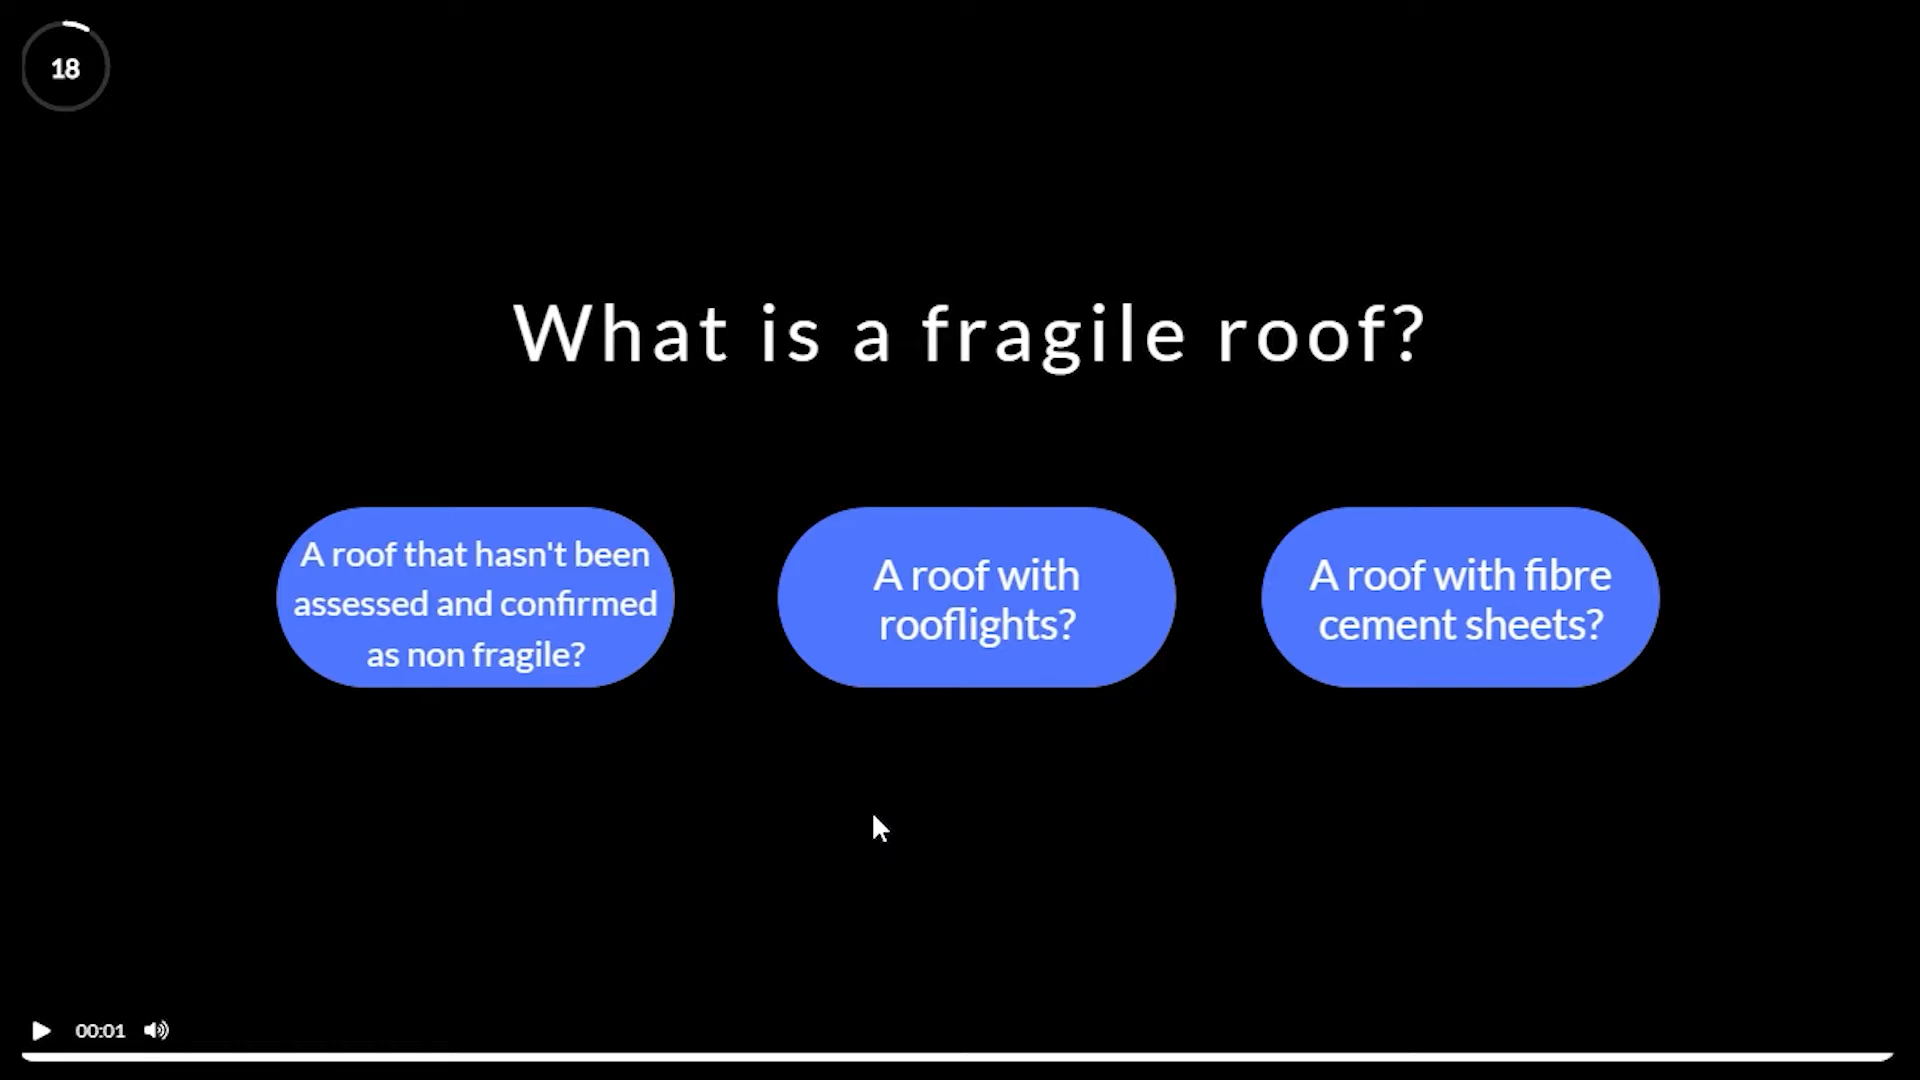 18
What is a fragile roof?
A roof that hasn't been
assessed and confirmed
as non fragile?
A roof with
rooflights?
A roof with fibre
cement sheets?
00:01